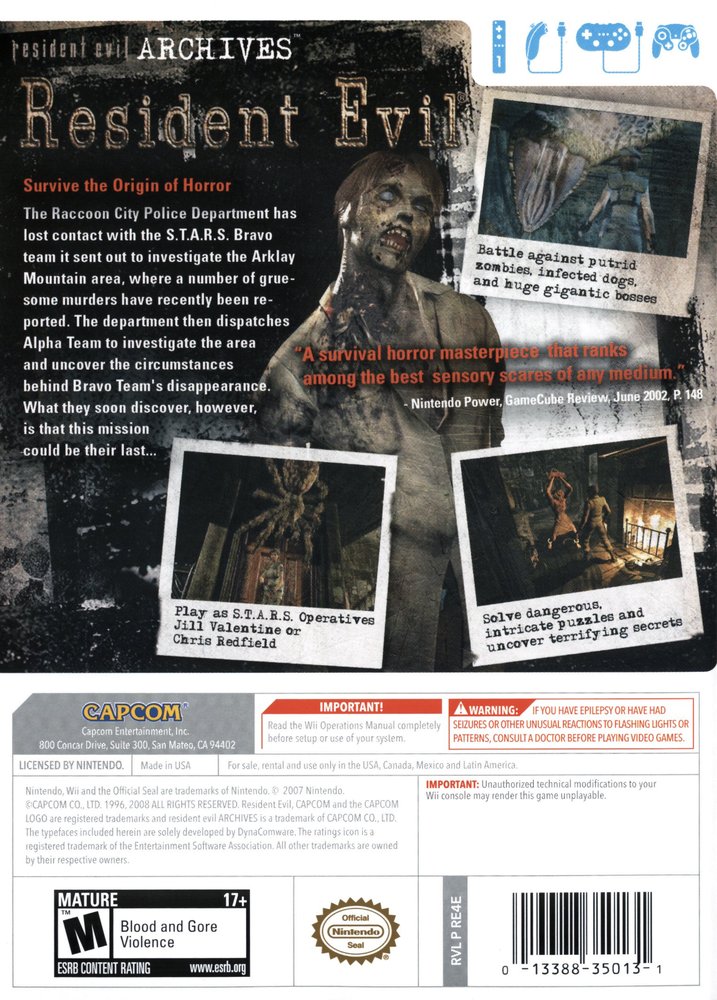 resident evil ARCHIVES™
Resident Evil®
Survive the Origin of Horror
The Raccoon City Police Department has
lost contact with the S.T.A.R.S. Bravo
team it sent out to investigate the Arklay
Mountain area, where a number of grue-
some murders have recently been re-
ported. The department then dispatches
Alpha Team to investigate the area
and uncover the circumstances
behind Bravo Team's disappearance.
What they soon discover, however,
is that this mission
could be their last...
1
Battle against putrid
zombies, infected dogs,
and huge gigantic bosses
"A survival horror masterpiece that ranks
among the best sensory scares of any medium."
- Nintendo Power, GameCube Review, June 2002, P. 148
Play as S.T.A.R.S. Operatives
Jill Valentine or
Chris Redfield
Solve dangerous,
intricate puzzles and
uncover terrifying secrets
CAPCOM®
Capcom Entertainment, Inc.
800 Concar Drive, Suite 300, San Mateo, CA 94402
IMPORTANT!
Read the Wii Operations Manual completely
before setup or use of your system.
WARNING: IF YOU HAVE EPILEPSY OR HAVE HAD
SEIZURES OR OTHER UNUSUAL REACTIONS TO FLASHING LIGHTS OR
PATTERNS, CONSULT A DOCTOR BEFORE PLAYING VIDEO GAMES.
LICENSED BY NINTENDO.
Made in USA
For sale, rental and use only in the USA, Canada, Mexico and Latin America.
Nintendo, Wii and the Official Seal are trademarks of Nintendo. © 2007 Nintendo.
©CAPCOM CO., LTD. 1996, 2008 ALL RIGHTS RESERVED. Resident Evil, CAPCOM and the CAPCOM
LOGO are registered trademarks and resident evil ARCHIVES is a trademark of CAPCOM CO., LTD.
The typefaces included herein are solely developed by DynaComware. The ratings icon is a
registered trademark of the Entertainment Software Association. All other trademarks are owned
by their respective owners.
IMPORTANT: Unauthorized technical modifications to your
Wii console may render this game unplayable.
MATURE 17+
TM
M
Blood and Gore
Violence
ESRB CONTENT RATING www.esrb.org
Official
Nintendo
Seal
®
RVL P RE4E
0 -13388-35013- 1